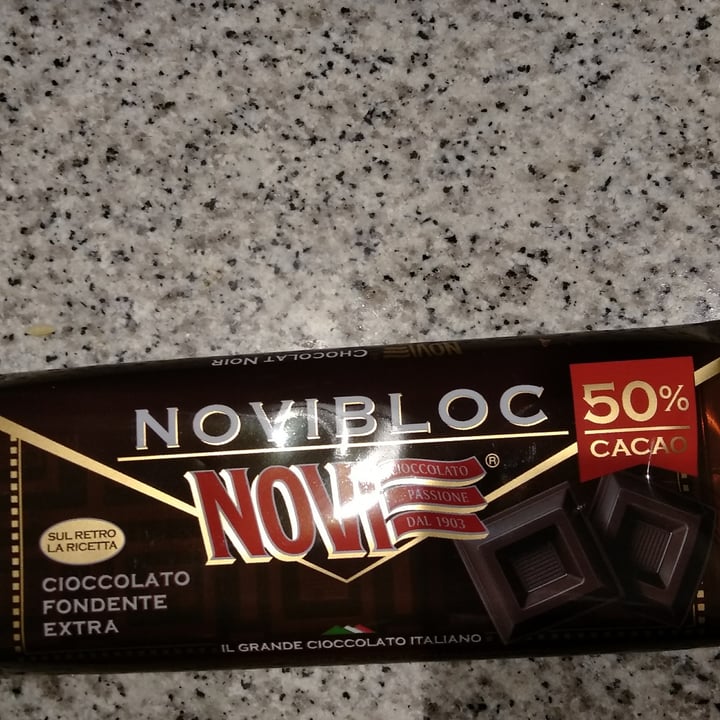 CHOCOLAT NOIR NOVI
NOVIBLOC
50%
CACAO
NOVI®
CIOCCOLATO
PASSIONE
DAL 1903
SUL RETRO
LA RICETTA
CIOCCOLATO
FONDENTE
EXTRA
IL GRANDE CIOCCOLATO ITALIANO